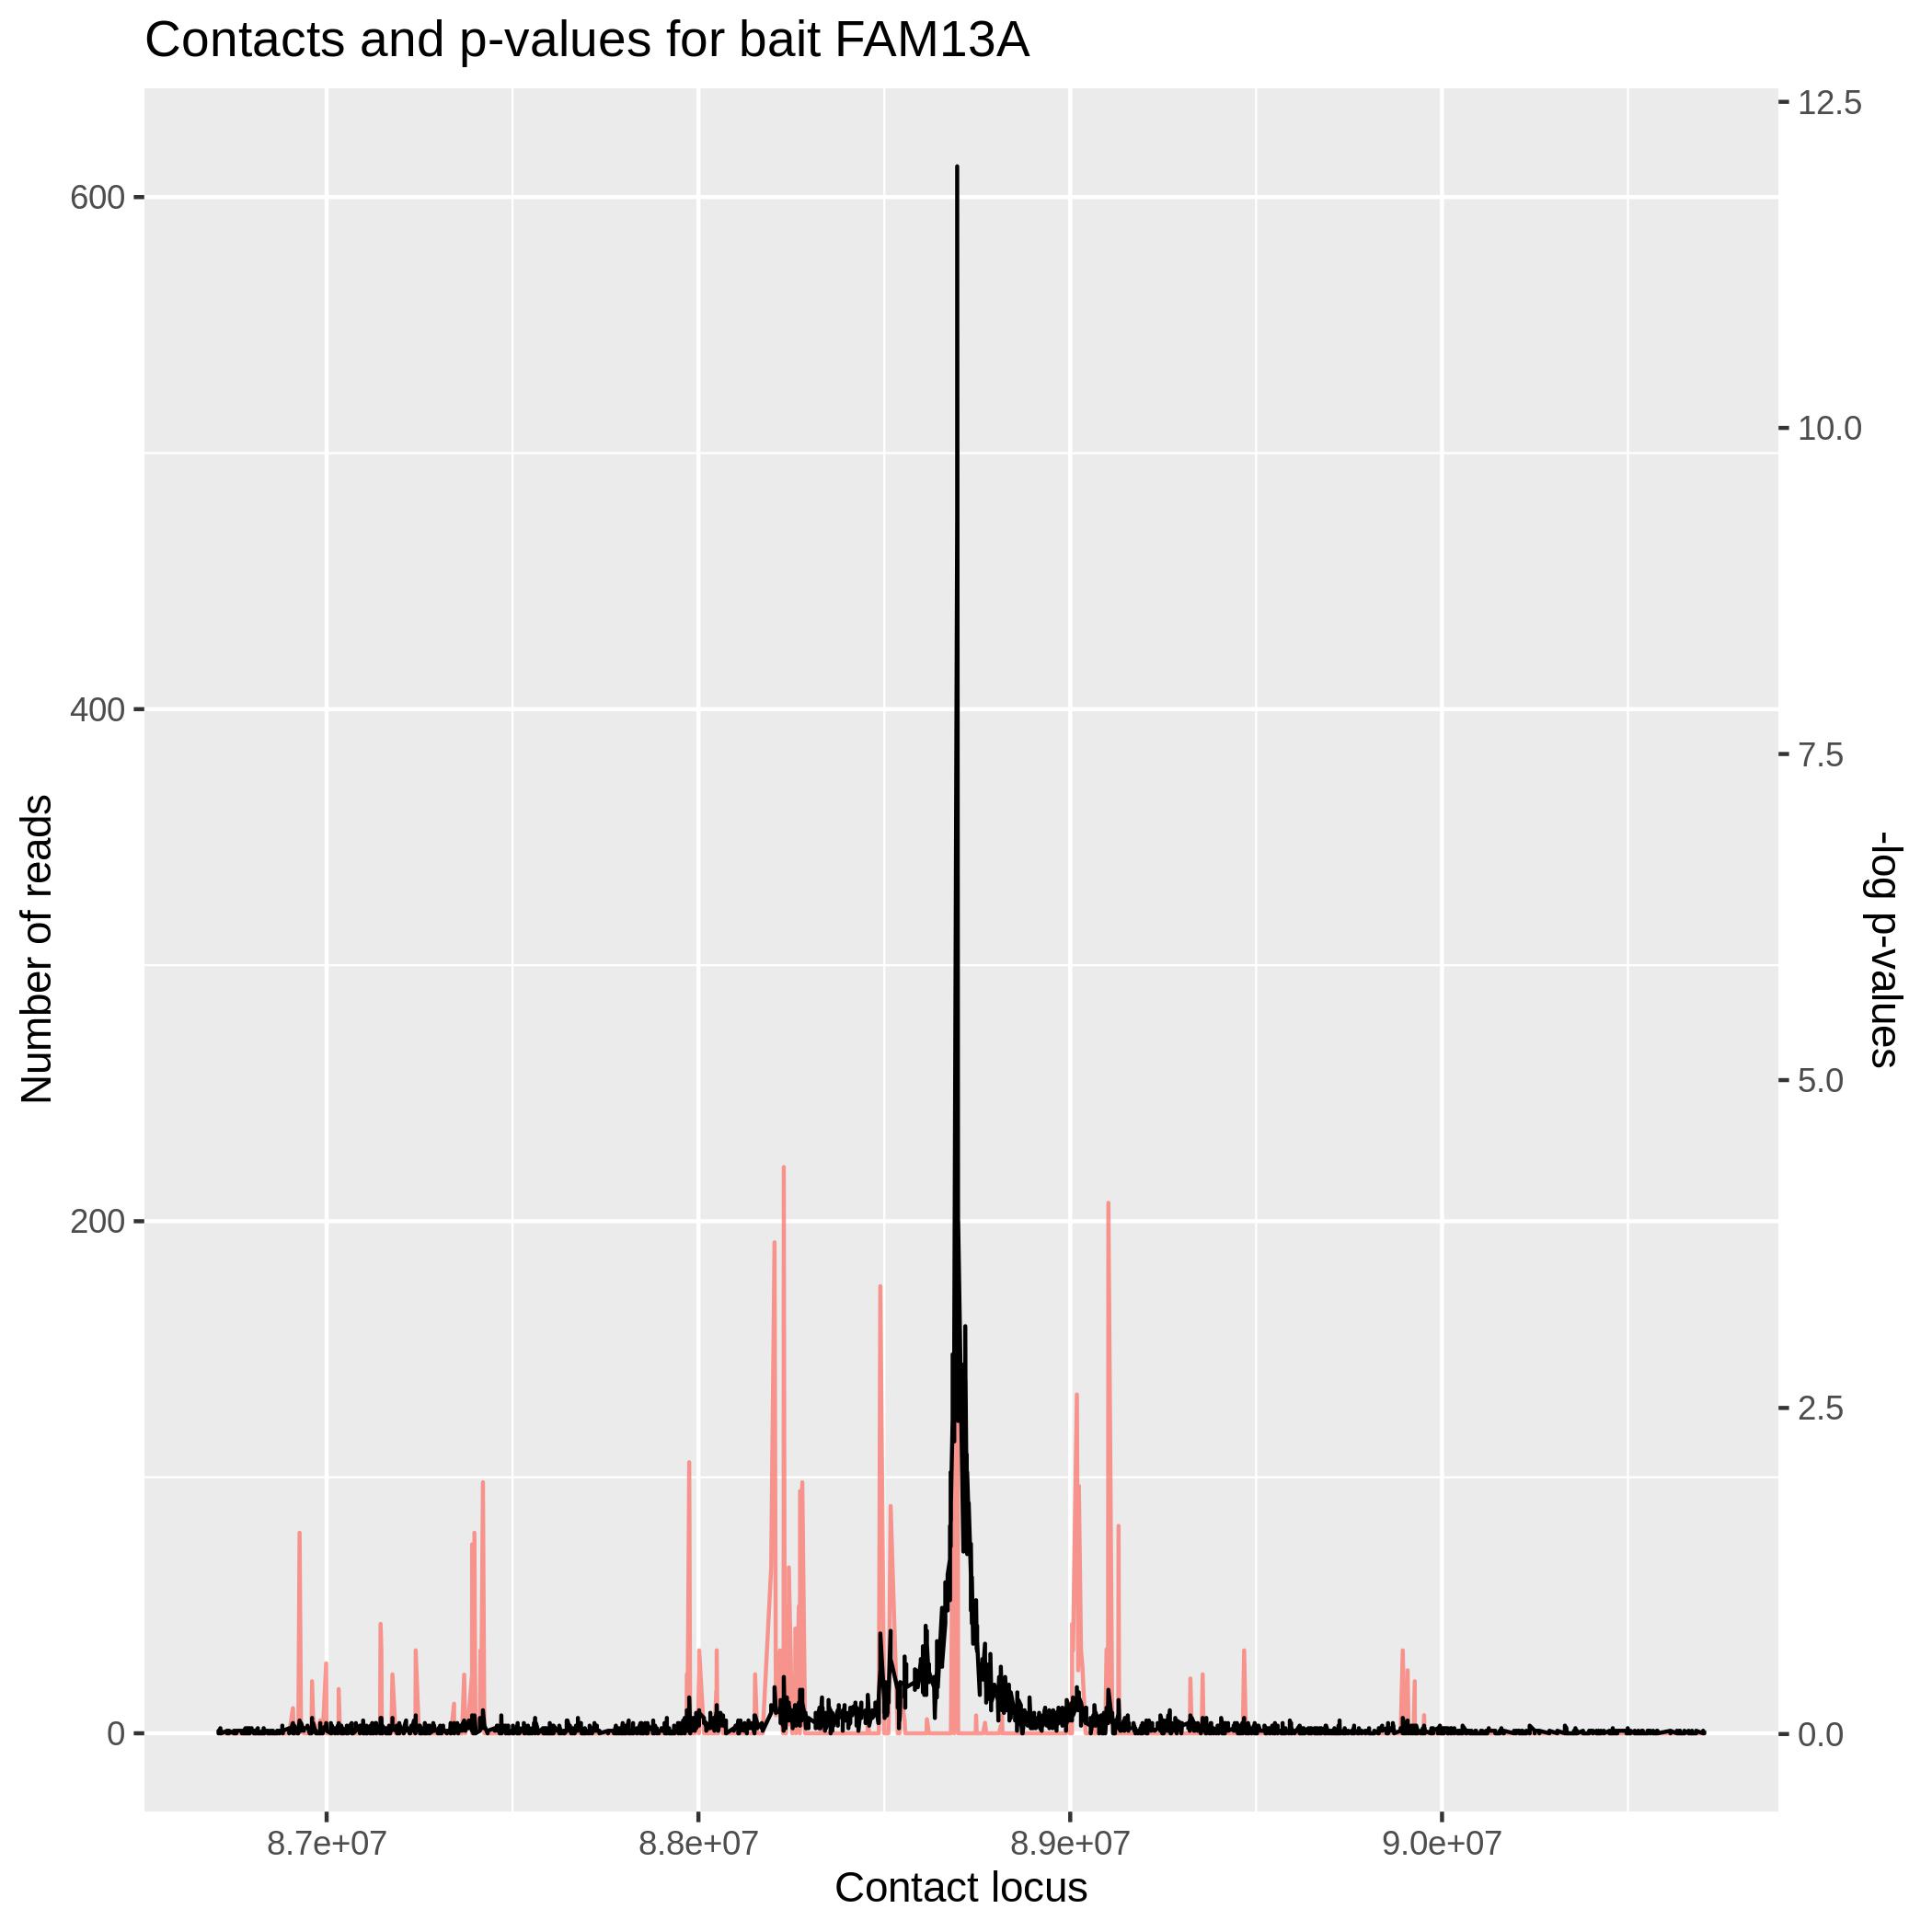 Contacts and p-values for bait FAM13A
600
400
200
0
Number of reads
12.5
10.0
7.5
5.0
2.5
0.0
-log p-values
8.7e+07
8.8e+07
8.9e+07
9.0e+07
Contact locus